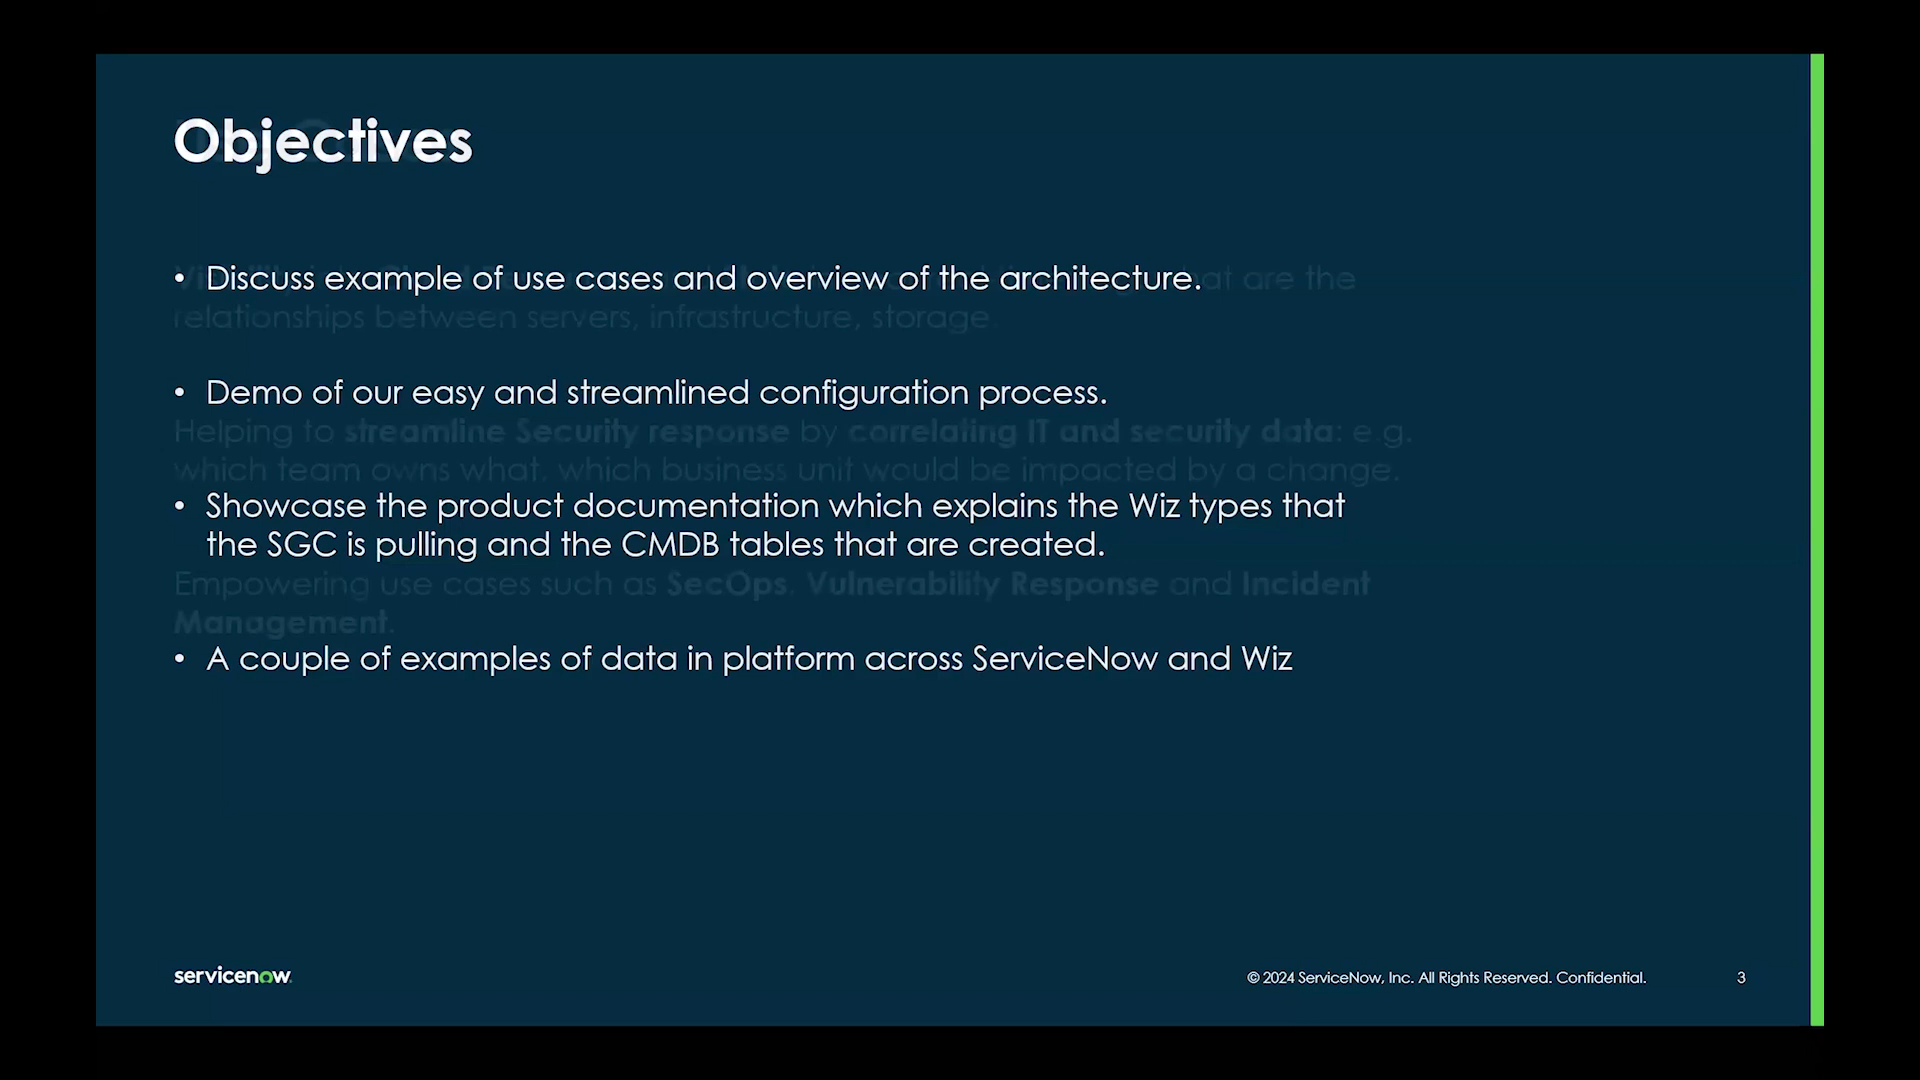 Objectives
• Discuss example of use cases and overview of the architecture.
at are the
relationships between servers, infrastructure, storage.
• Demo of our easy and streamlined configuration process.
Helping to streamline Security response by correlating IT and security data: e.g.
which team owns what, which business unit would be impacted by a change.
• Showcase the product documentation which explains the Wiz types that
the SGC is pulling and the CMDB tables that are created.
Empowering use cases such as SecOps, Vulnerability Response and Incident
Management.
• A couple of examples of data in platform across ServiceNow and Wiz
servicenow
© 2024 ServiceNow, Inc. All Rights Reserved. Confidential.
3